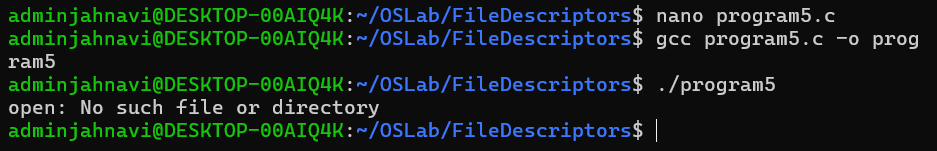 adminjahnavi@DESKTOP-00AIQ4K:~/OSLab/FileDescriptors$ nano program5.c
adminjahnavi@DESKTOP-00AIQ4K:~/OSLab/FileDescriptors$ gcc program5.c -o prog
ram5
adminjahnavi@DESKTOP-00AIQ4K:~/OSLab/FileDescriptors$ ./program5
open: No such file or directory
adminjahnavi@DESKTOP-00AIQ4K:~/OSLab/FileDescriptors$